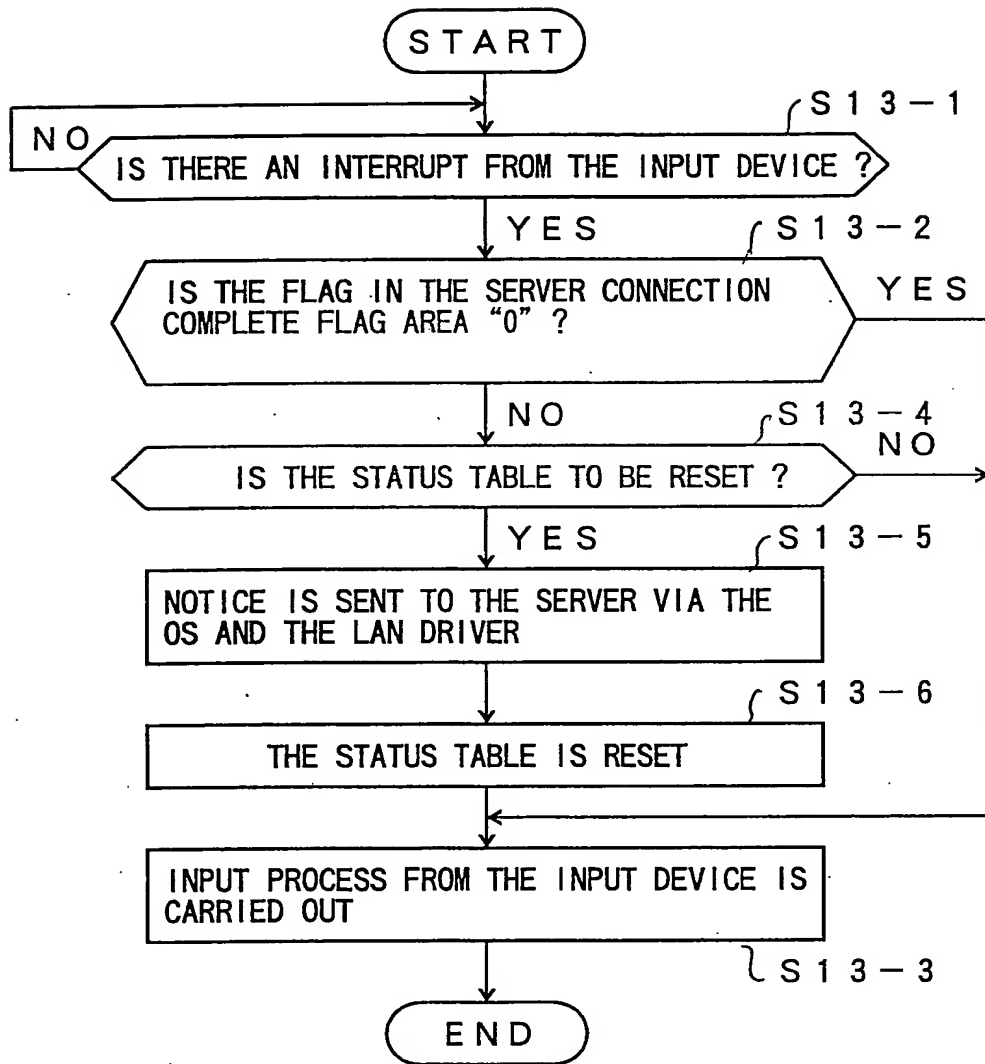 START
S13-1
NO
IS THERE AN INTERRUPT FROM THE INPUT DEVICE ?
YES
S13-2
IS THE FLAG IN THE SERVER CONNECTION
COMPLETE FLAG AREA “0” ?
YES
NO
S13-4
NO
IS THE STATUS TABLE TO BE RESET ?
YES
S13-5
NOTICE IS SENT TO THE SERVER VIA THE
OS AND THE LAN DRIVER
S13-6
THE STATUS TABLE IS RESET
INPUT PROCESS FROM THE INPUT DEVICE IS
CARRIED OUT
S13-3
END